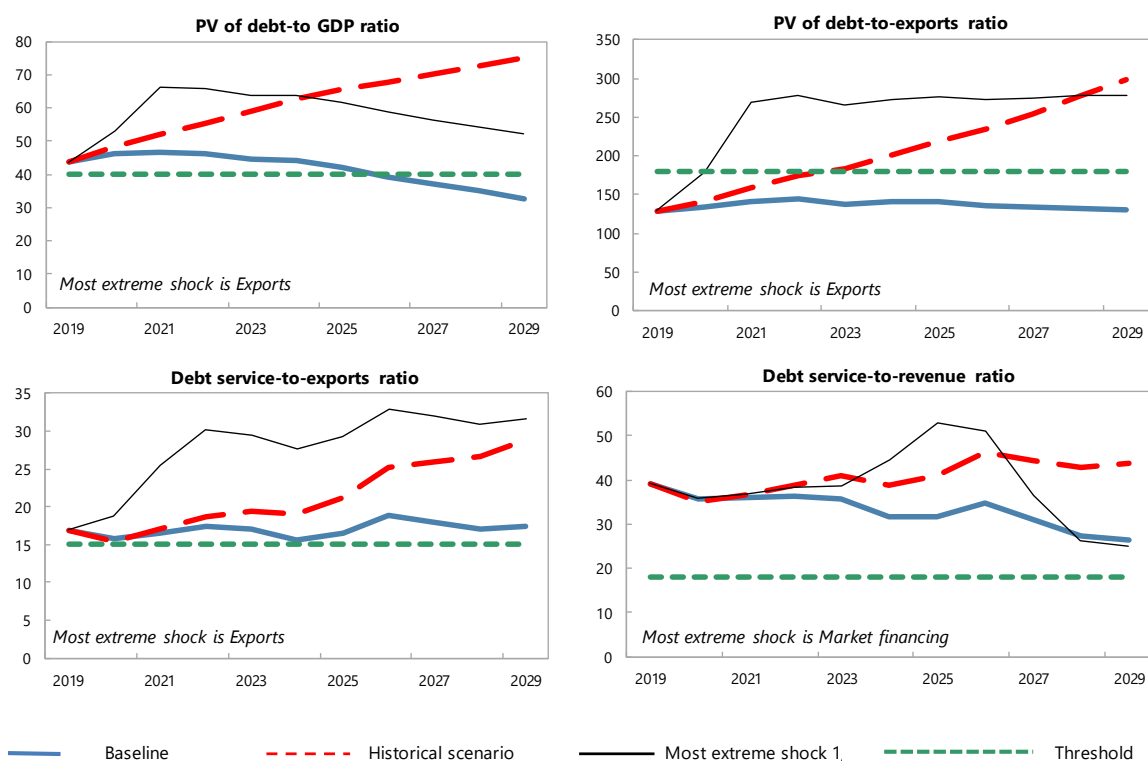 PV of debt-to GDP ratio
80
70
60
50
40
30
20
10
0
Most extreme shock is Exports
2019 2021 2023 2025 2027 2029
PV of debt-to-exports ratio
350
300
250
200
150
100
50
0
Most extreme shock is Exports
2019 2021 2023 2025 2027 2029
Debt service-to-exports ratio
35
30
25
20
15
10
5
0
Most extreme shock is Exports
2019 2021 2023 2025 2027 2029
Debt service-to-revenue ratio
60
50
40
30
20
10
0
Most extreme shock is Market financing
2019 2021 2023 2025 2027 2029
Baseline Historical scenario Most extreme shock 1/ Threshold